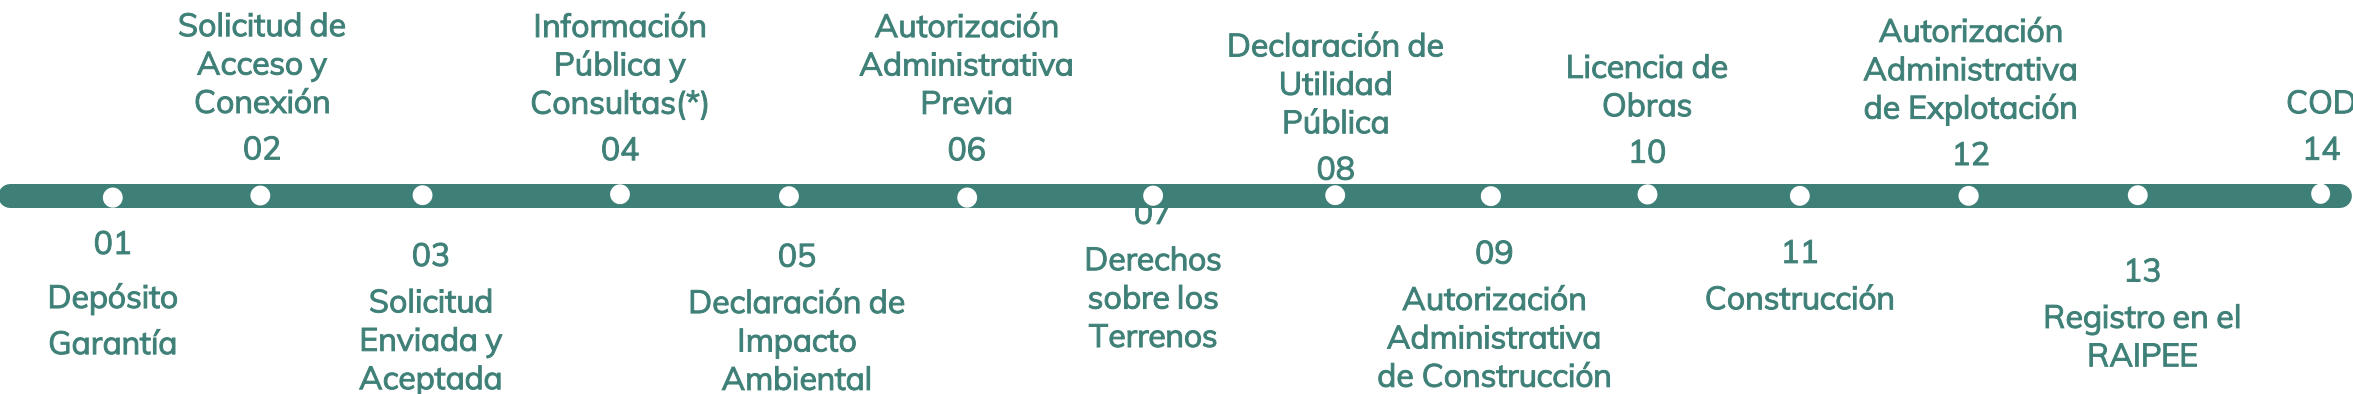 01
Depósito
Garantía
Solicitud de
Acceso y
Conexión
02
03
Solicitud
Enviada y
Aceptada
Información
Pública y
Consultas(*)
04
05
Declaración de
Impacto
Ambiental
Autorización
Administrativa
Previa
06
07
Derechos
sobre los
Terrenos
Declaración de
Utilidad
Pública
08
09
Autorización
Administrativa
de Construcción
Licencia de
Obras
10
11
Construcción
Autorización
Administrativa
de Explotación
12
13
Registro en el
RAIPEE
COD
14